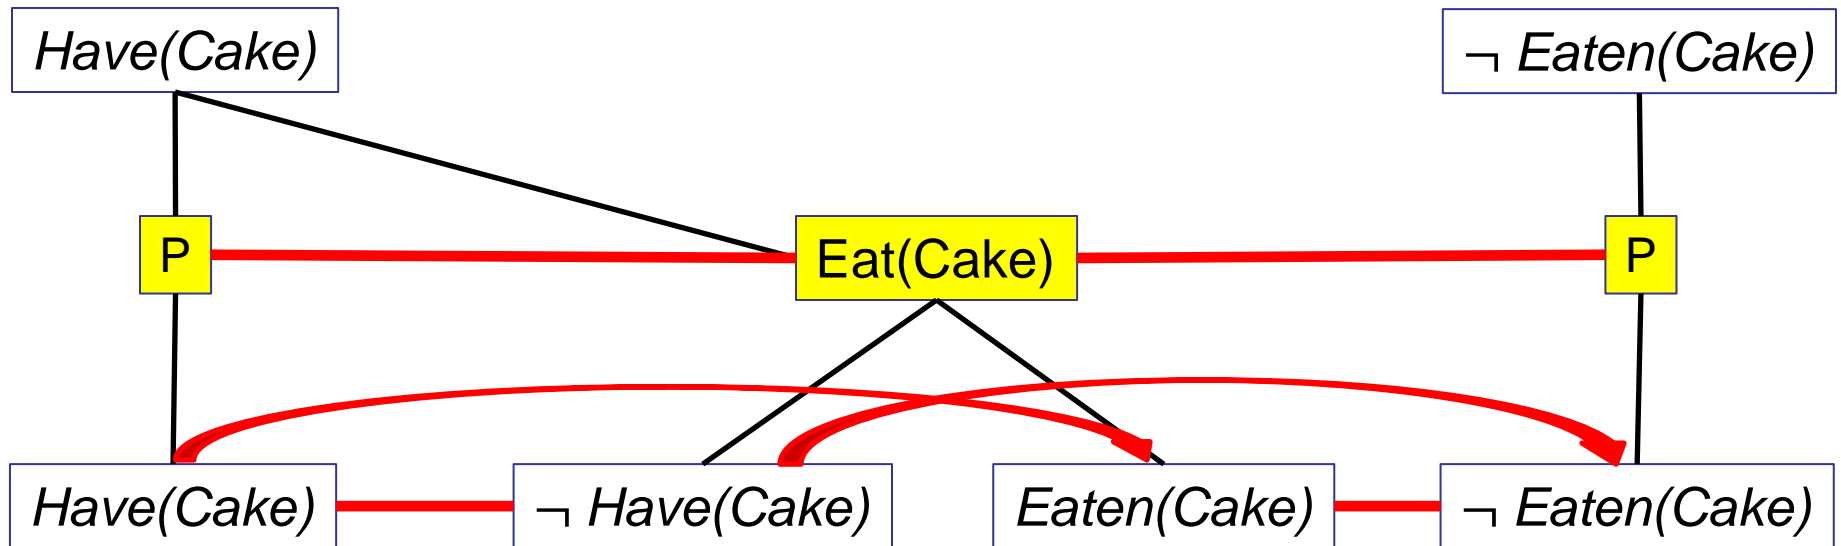 Have(Cake)
¬ Eaten(Cake)
P
Eat(Cake)
P
Have(Cake)
¬ Have(Cake)
Eaten(Cake)
¬ Eaten(Cake)